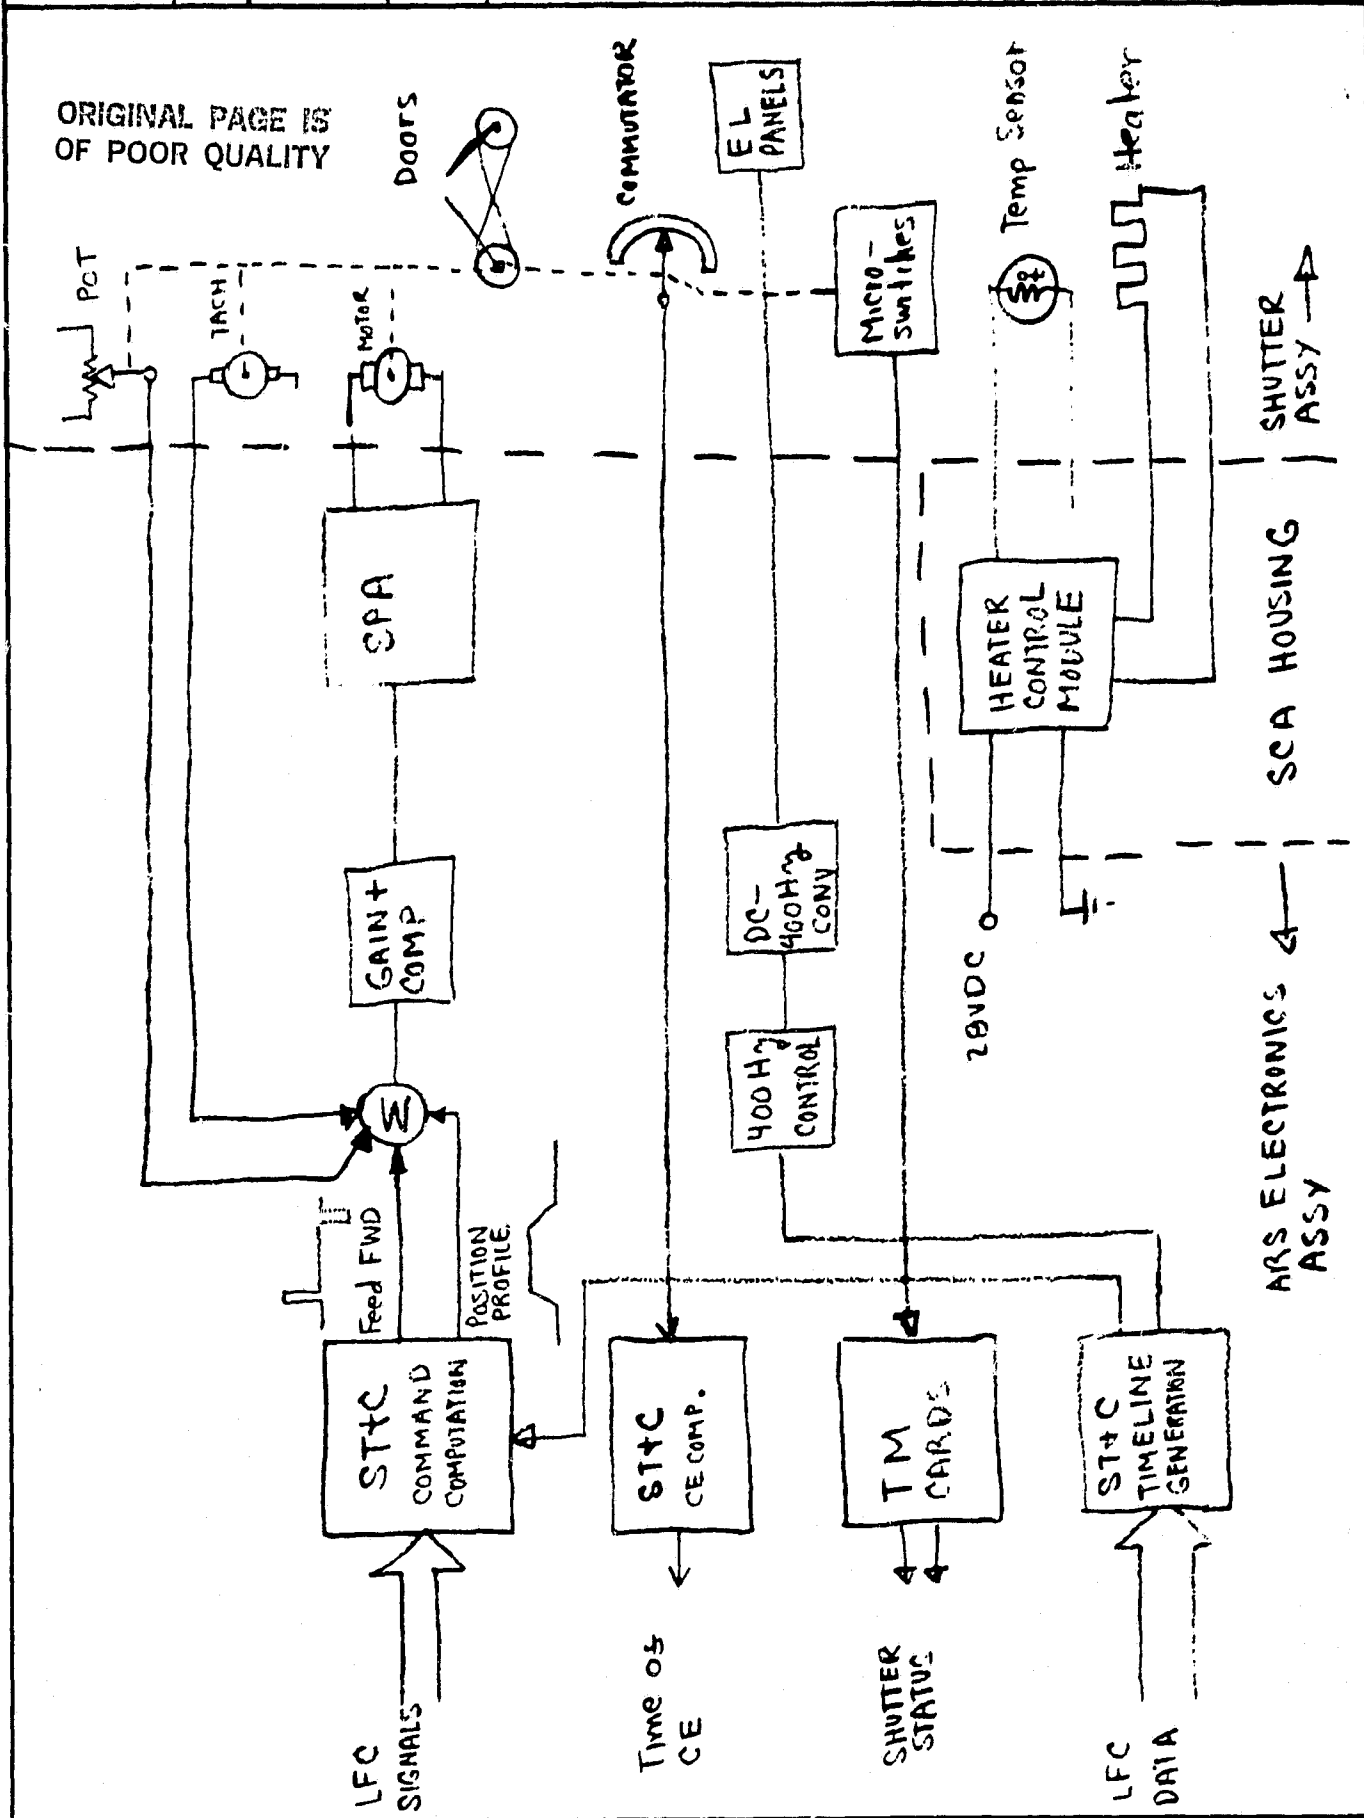 ORIGINAL PAGE IS
OF POOR QUALITY
LFC
SIGNALS
ST+C
COMMAND
COMPUTATION
Feed FWD
POSITION
PROFILE
Σ
GAIN +
COMP
SPA
POT
TACH
MOTOR
DOORS
Time of
CE
ST+C
CE COMP.
COMMUTATOR
400Hz
CONTROL
DC-
400Hz
CONV
EL
PANELS
SHUTTER
STATUS
TM
CARDS
Micro-
switches
28VDC
HEATER
CONTROL
MODULE
Temp Sensor
Heater
LFC
DATA
ST+C
TIMELINE
GENERATION
ARS ELECTRONICS
ASSY
SCA HOUSING
SHUTTER
ASSY